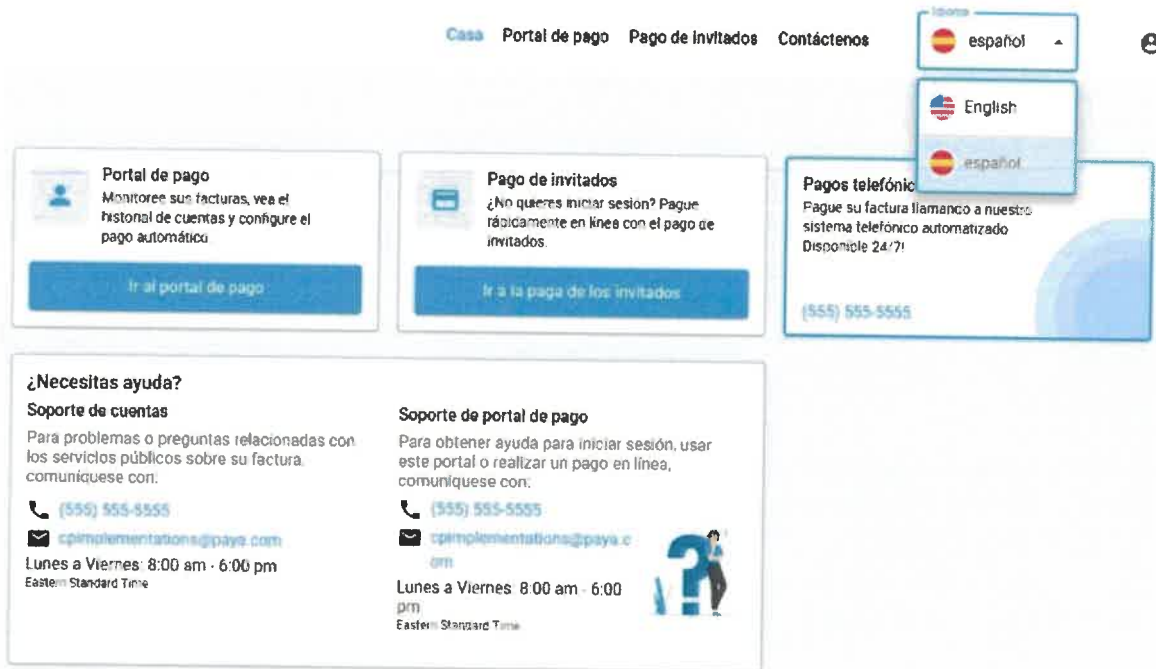 Idioma
Casa Portal de pago Pago de invitados Contáctenos español
English
español
Portal de pago
Monitoree sus facturas, vea el
historial de cuentas y configure el
pago automático
Ir al portal de pago
Pago de invitados
¿No quieres iniciar sesión? Pague
rápidamente en línea con el pago de
invitados.
Ir a la paga de los invitados
Pagos telefónic
Pague su factura llamando a nuestro
sistema telefónico automatizado
Disponible 24/7!
(555) 555-5555
¿Necesitas ayuda?
Soporte de cuentas
Para problemas o preguntas relacionadas con
los servicios públicos sobre su factura,
comuníquese con:
(555) 555-5555
cpimplementations@paya.com
Lunes a Viernes: 8:00 am - 6:00 pm
Eastern Standard Time
Soporte de portal de pago
Para obtener ayuda para iniciar sesión, usar
este portal o realizar un pago en línea,
comuníquese con:
(555) 555-5555
cpimplementations@paya.c
om
Lunes a Viernes: 8:00 am - 6:00
pm
Eastern Standard Time